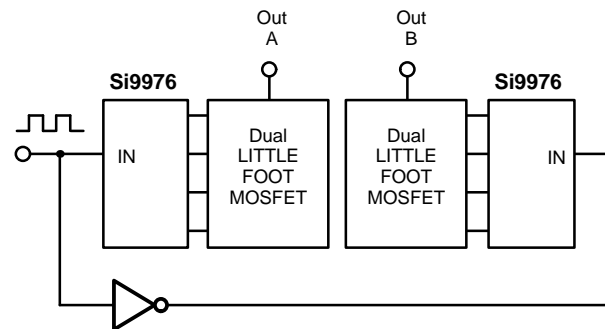 Out
A
Out
B
Si9976
Si9976
IN
Dual
LITTLE
FOOT
MOSFET
Dual
LITTLE
FOOT
MOSFET
IN